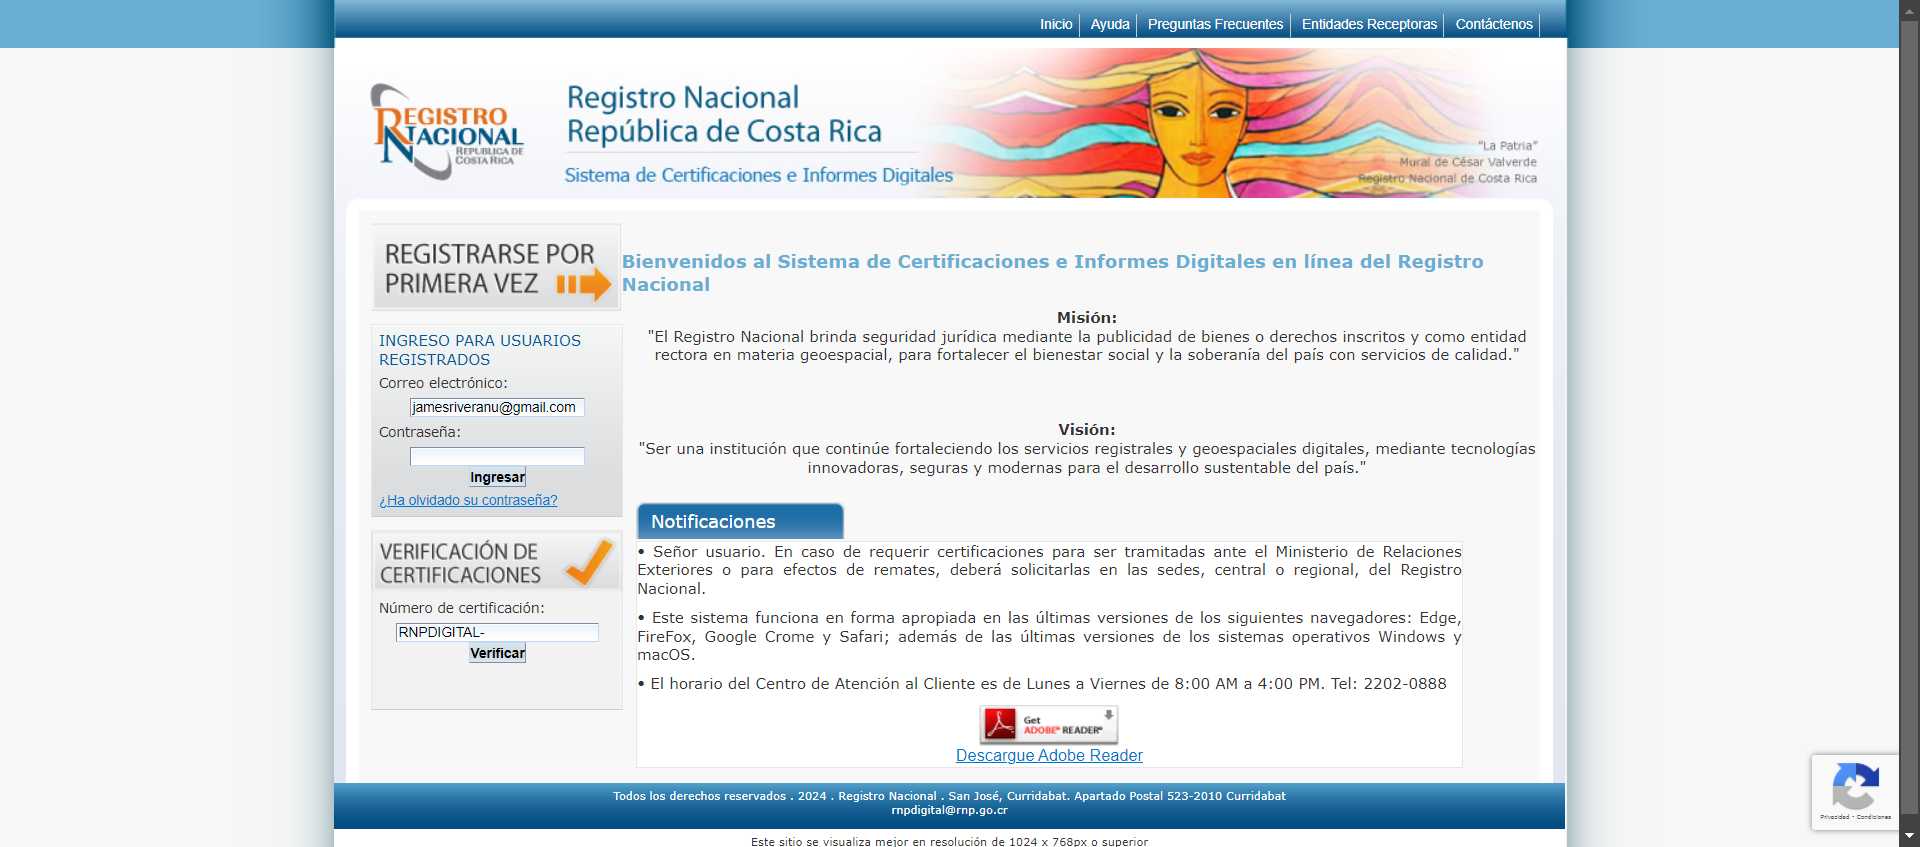 Inicio
Ayuda
Preguntas Frecuentes
Entidades Receptoras
Contáctenos
REGISTRO
NACIONAL
REPUBLICA DE
COSTA RICA
Registro Nacional
República de Costa Rica
Sistema de Certificaciones e Informes Digitales
"La Patria"
Mural de César Valverde
Registro Nacional de Costa Rica
REGISTRARSE POR
PRIMERA VEZ
INGRESO PARA USUARIOS
REGISTRADOS
Correo electrónico:
jamesriveranu@gmail.com
Contraseña:
Ingresar
¿Ha olvidado su contraseña?
VERIFICACIÓN DE
CERTIFICACIONES
Número de certificación:
RNPDIGITAL-
Verificar
Bienvenidos al Sistema de Certificaciones e Informes Digitales en línea del Registro
Nacional
Misión:
"El Registro Nacional brinda seguridad jurídica mediante la publicidad de bienes o derechos inscritos y como entidad
rectora en materia geoespacial, para fortalecer el bienestar social y la soberanía del país con servicios de calidad."
Visión:
"Ser una institución que continúe fortaleciendo los servicios registrales y geoespaciales digitales, mediante tecnologías
innovadoras, seguras y modernas para el desarrollo sustentable del país."
Notificaciones
• Señor usuario. En caso de requerir certificaciones para ser tramitadas ante el Ministerio de Relaciones
Exteriores o para efectos de remates, deberá solicitarlas en las sedes, central o regional, del Registro
Nacional.
• Este sistema funciona en forma apropiada en las últimas versiones de los siguientes navegadores: Edge,
FireFox, Google Crome y Safari; además de las últimas versiones de los sistemas operativos Windows y
macOS.
• El horario del Centro de Atención al Cliente es de Lunes a Viernes de 8:00 AM a 4:00 PM. Tel: 2202-0888
Get
ADOBE® READER®
Descargue Adobe Reader
Todos los derechos reservados . 2024 . Registro Nacional . San José, Curridabat. Apartado Postal 523-2010 Curridabat
rnpdigital@rnp.go.cr
Este sitio se visualiza mejor en resolución de 1024 x 768px o superior
Privacidad - Condiciones